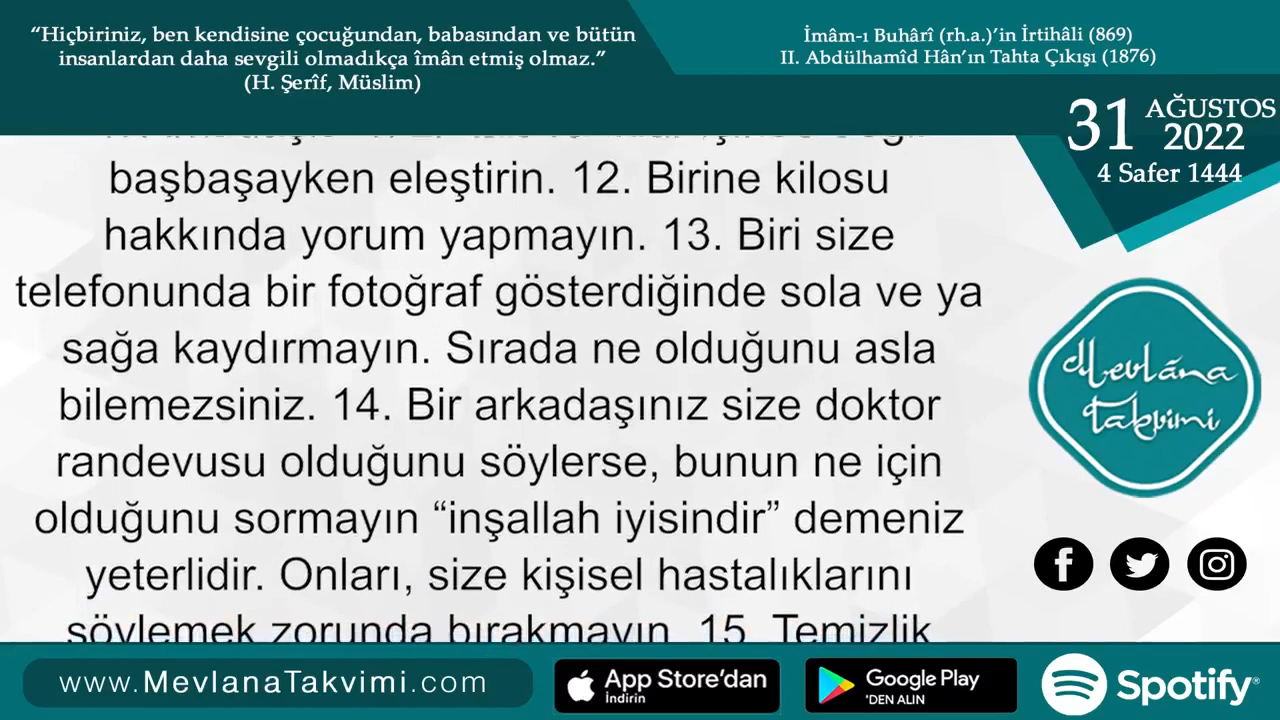 “Hiçbiriniz, ben kendisine çocuğundan, babasından ve bütün
insanlardan daha sevgili olmadıkça îmân etmiş olmaz.”
(H. Şerîf, Müslim)
İmâm-ı Buhârî (rh.a.)’in İrtihâli (869)
II. Abdülhamîd Hân’ın Tahta Çıkışı (1876)
31 AĞUSTOS
2022
4 Safer 1444
başbaşayken eleştirin. 12. Birine kilosu
hakkında yorum yapmayın. 13. Biri size
telefonunda bir fotoğraf gösterdiğinde sola ve ya
sağa kaydırmayın. Sırada ne olduğunu asla
bilemezsiniz. 14. Bir arkadaşınız size doktor
randevusu olduğunu söylerse, bunun ne için
olduğunu sormayın “inşallah iyisindir” demeniz
yeterlidir. Onları, size kişisel hastalıklarını
söylemek zorunda bırakmayın. 15. Temizlik
Mevlâna
takvimi
www.MevlanaTakvimi.com
App Store’dan
İndirin
Google Play
'DEN ALIN
Spotify®